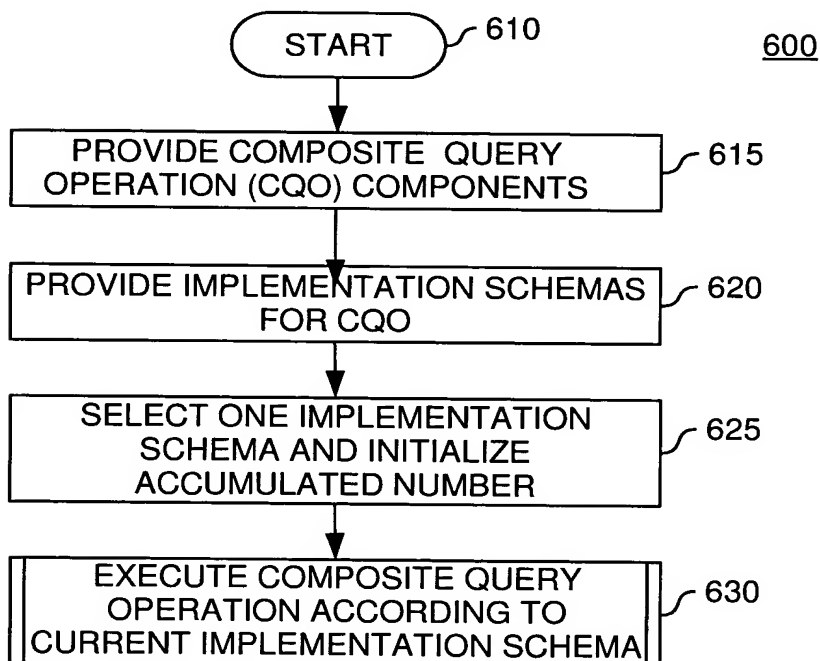 START
610
600
PROVIDE COMPOSITE QUERY
OPERATION (CQO) COMPONENTS
615
PROVIDE IMPLEMENTATION SCHEMAS
FOR CQO
620
SELECT ONE IMPLEMENTATION
SCHEMA AND INITIALIZE
ACCUMULATED NUMBER
625
EXECUTE COMPOSITE QUERY
OPERATION ACCORDING TO
CURRENT IMPLEMENTATION SCHEMA
630